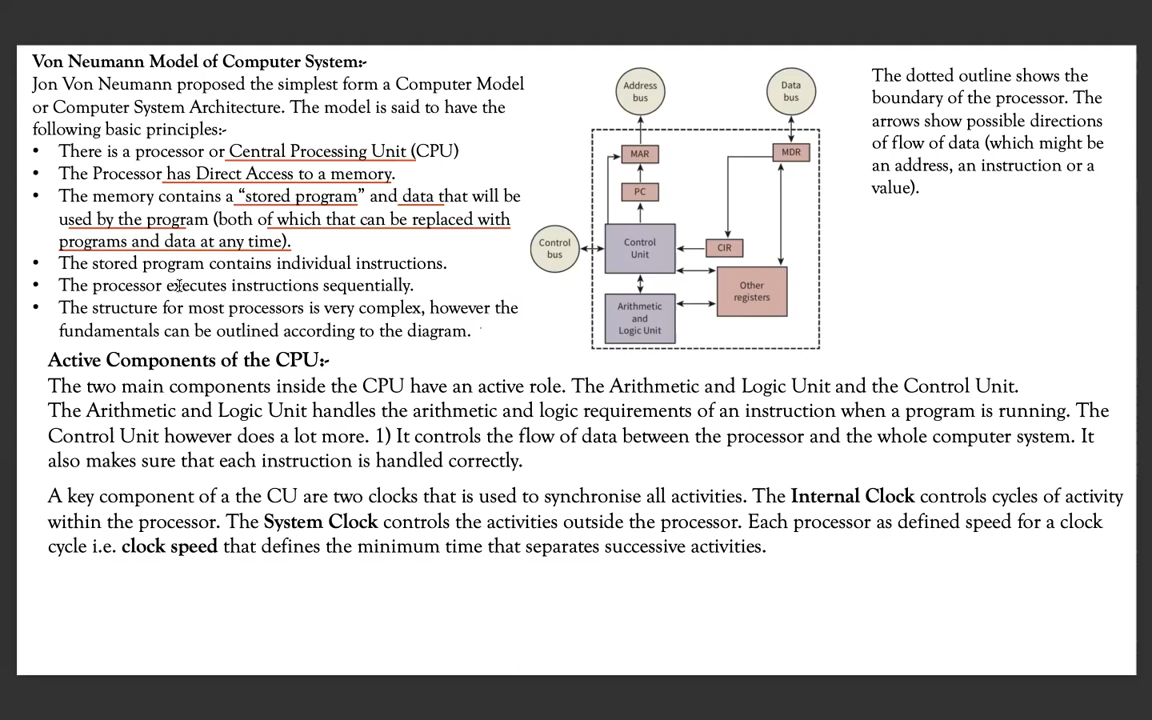 Von Neumann Model of Computer System:-
Jon Von Neumann proposed the simplest form a Computer Model
or Computer System Architecture. The model is said to have the
following basic principles:-
• There is a processor or Central Processing Unit (CPU)
• The Processor has Direct Access to a memory.
• The memory contains a “stored program” and data that will be
used by the program (both of which that can be replaced with
programs and data at any time).
• The stored program contains individual instructions.
• The processor executes instructions sequentially.
• The structure for most processors is very complex, however the
fundamentals can be outlined according to the diagram.
Address
bus
Data
bus
MAR
MDR
PC
Control
bus
Control
Unit
CIR
Other
registers
Arithmetic
and
Logic Unit
The dotted outline shows the
boundary of the processor. The
arrows show possible directions
of flow of data (which might be
an address, an instruction or a
value).
Active Components of the CPU:-
The two main components inside the CPU have an active role. The Arithmetic and Logic Unit and the Control Unit.
The Arithmetic and Logic Unit handles the arithmetic and logic requirements of an instruction when a program is running. The
Control Unit however does a lot more. 1) It controls the flow of data between the processor and the whole computer system. It
also makes sure that each instruction is handled correctly.
A key component of a the CU are two clocks that is used to synchronise all activities. The Internal Clock controls cycles of activity
within the processor. The System Clock controls the activities outside the processor. Each processor as defined speed for a clock
cycle i.e. clock speed that defines the minimum time that separates successive activities.